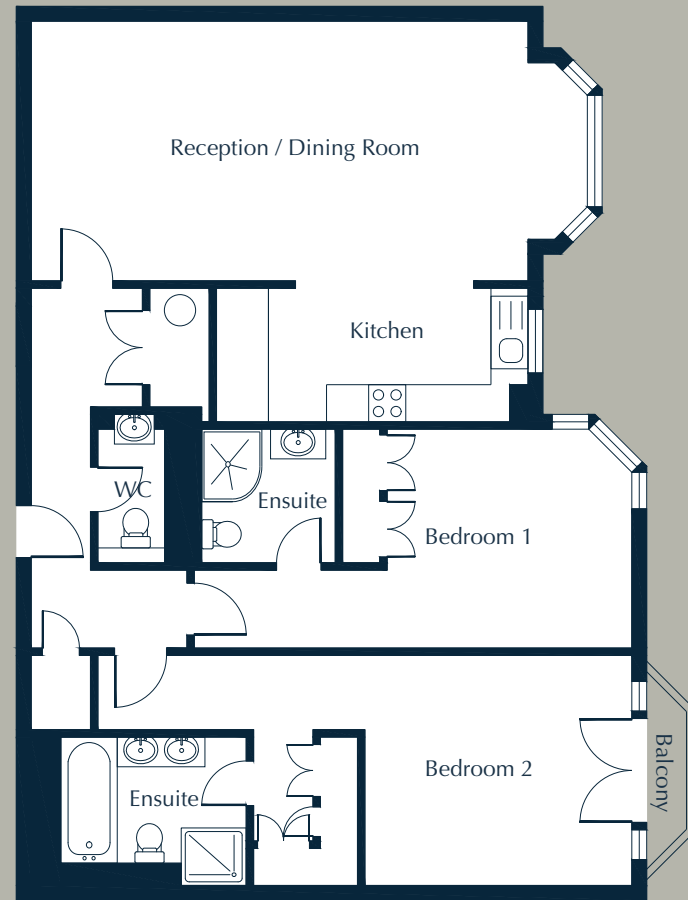 Reception / Dining Room
Kitchen
WC
Ensuite
Bedroom 1
Bedroom 2
Balcony
Ensuite